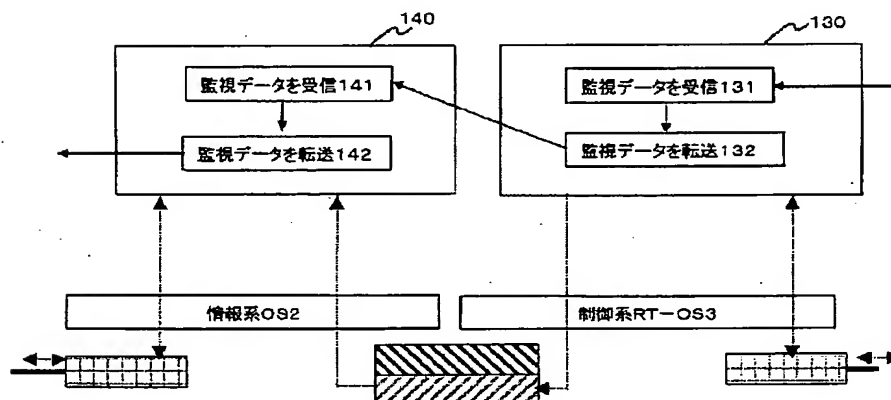 140
130
監視データを受信141
監視データを受信131
監視データを転送142
監視データを転送132
情報系OS2
制御系RT-OS3